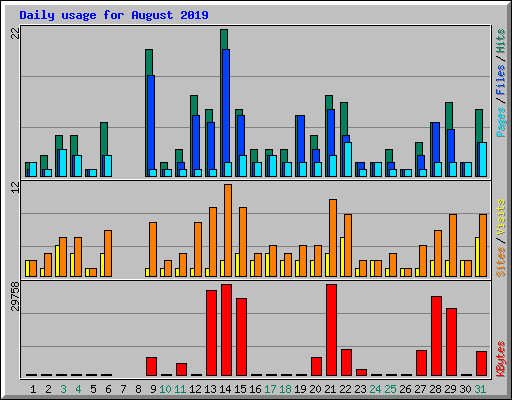 Daily usage for August 2019
22
12
29758
Pages / Files / Hits
Sites / Visits
KBytes
1 2 3 4 5 6 7 8 9 10 11 12 13 14 15 16 17 18 19 20 21 22 23 24 25 26 27 28 29 30 31